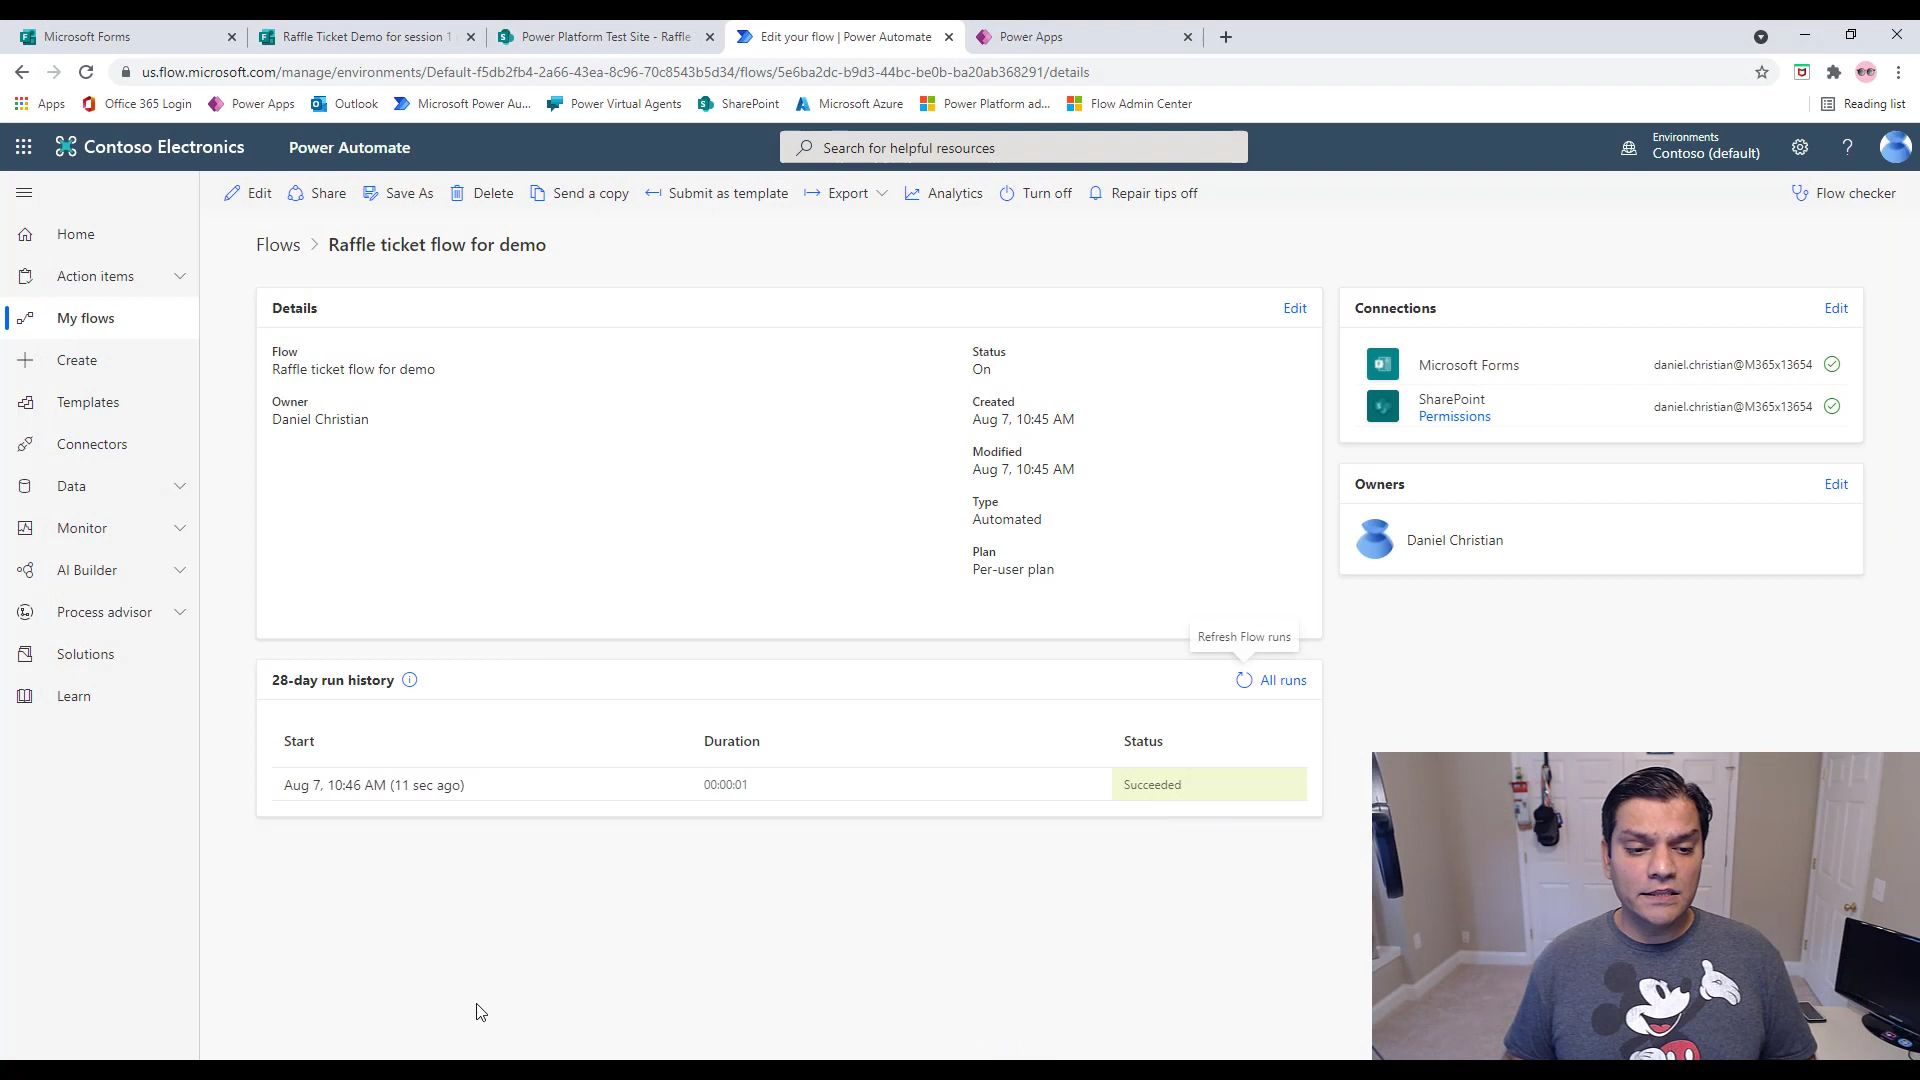 Microsoft Forms
Raffle Ticket Demo for session 1
Power Platform Test Site - Raffle
Edit your flow | Power Automate
Power Apps
us.flow.microsoft.com/manage/environments/Default-f5db2fb4-2a66-43ea-8c96-70c8543b5d34/flows/5e6ba2dc-b9d3-44bc-be0b-ba20ab368291/details
Apps
Office 365 Login
Power Apps
Outlook
Microsoft Power Au...
Power Virtual Agents
SharePoint
Microsoft Azure
Power Platform ad...
Flow Admin Center
Reading list
Contoso Electronics
Power Automate
Search for helpful resources
Environments
Contoso (default)
Edit
Share
Save As
Delete
Send a copy
Submit as template
Export
Analytics
Turn off
Repair tips off
Flow checker
Home
Action items
My flows
Create
Templates
Connectors
Data
Monitor
AI Builder
Process advisor
Solutions
Learn
Flows > Raffle ticket flow for demo
Details
Edit
Flow
Raffle ticket flow for demo
Owner
Daniel Christian
Status
On
Created
Aug 7, 10:45 AM
Modified
Aug 7, 10:45 AM
Type
Automated
Plan
Per-user plan
Connections
Edit
Microsoft Forms
daniel.christian@M365x13654
SharePoint
Permissions
daniel.christian@M365x13654
Owners
Edit
Daniel Christian
Refresh Flow runs
28-day run history
All runs
Start
Duration
Status
Aug 7, 10:46 AM (11 sec ago)
00:00:01
Succeeded